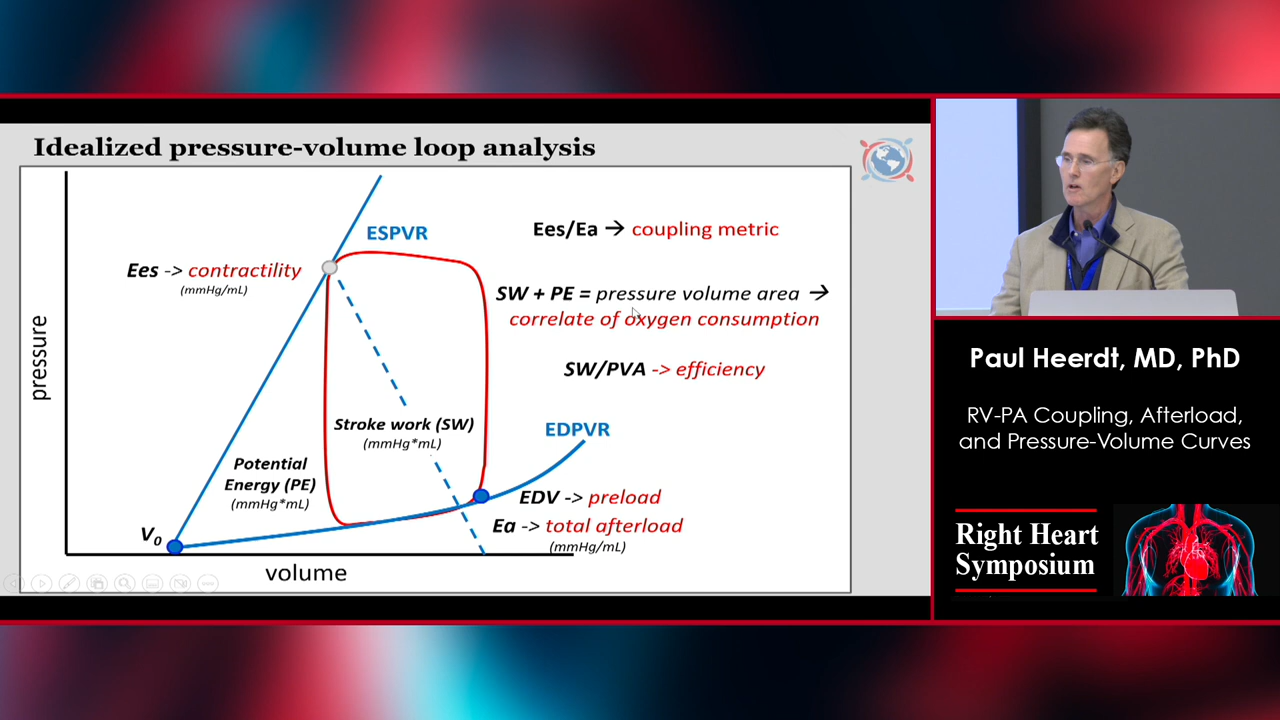 Idealized pressure-volume loop analysis
ESPVR
Ees/Ea → coupling metric
Ees -> contractility
(mmHg/mL)
SW + PE = pressure volume area →
correlate of oxygen consumption
pressure
SW/PVA -> efficiency
Stroke work (SW)
(mmHg*mL)
EDPVR
Potential
Energy (PE)
(mmHg*mL)
EDV -> preload
Ea -> total afterload
(mmHg/mL)
V0
volume
Paul Heerdt, MD, PhD
RV-PA Coupling, Afterload,
and Pressure-Volume Curves
Right Heart
Symposium